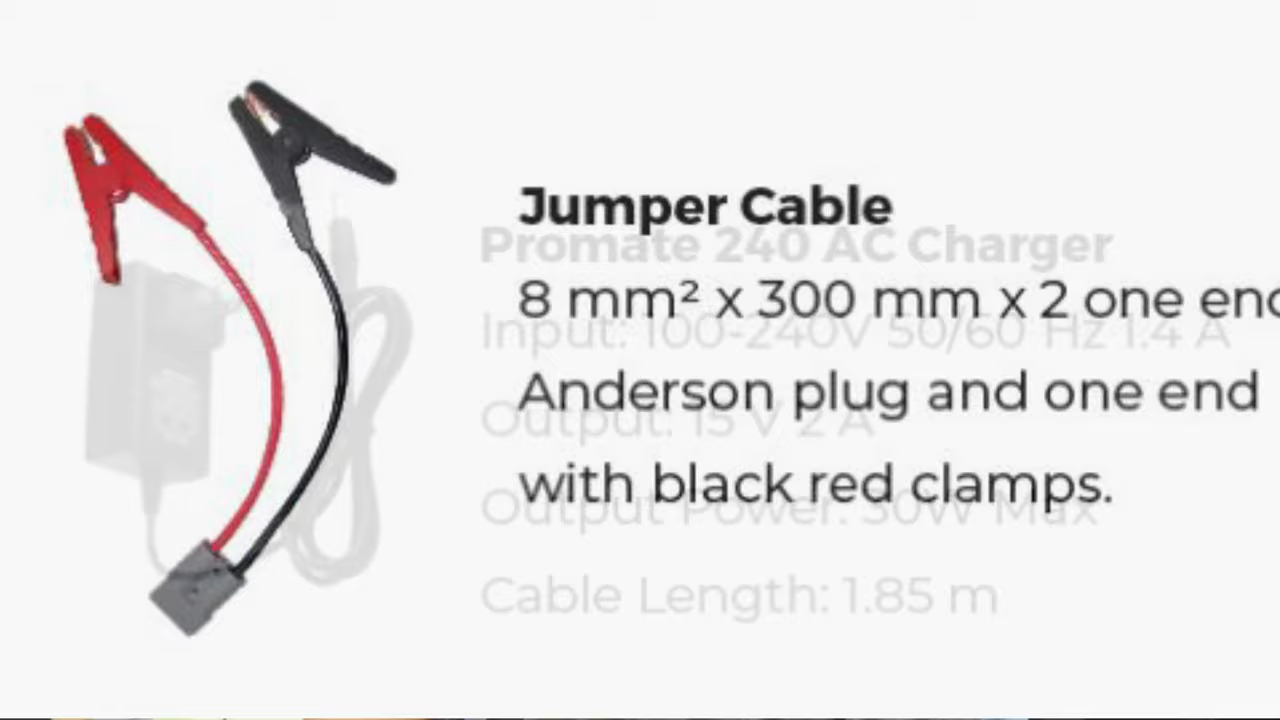 Jumper Cable
Promate 240 AC Charger
8 mm² x 300 mm x 2 one end
Input: 100-240V 50/60 Hz 1.4 A
Anderson plug and one end
Output: 15 V 2 A
with black red clamps.
Output Power: 30W Max
Cable Length: 1.85 m